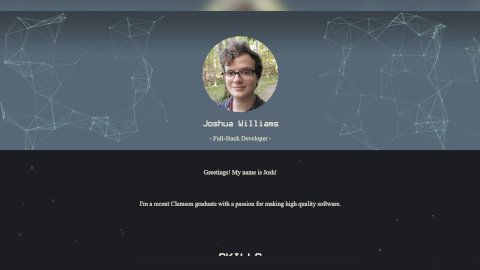 Joshua Williams
- Full-Stack Developer -
Greetings! My name is Josh!
I'm a recent Clemson graduate with a passion for making high quality software.
SKILLS